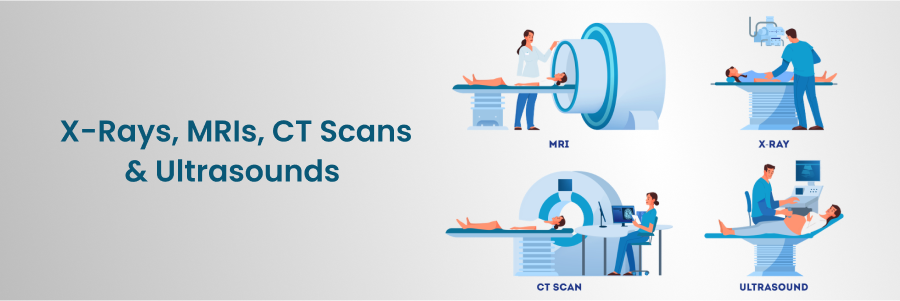 X-Rays, MRIs, CT Scans
& Ultrasounds
MRI
X-RAY
CT SCAN
ULTRASOUND